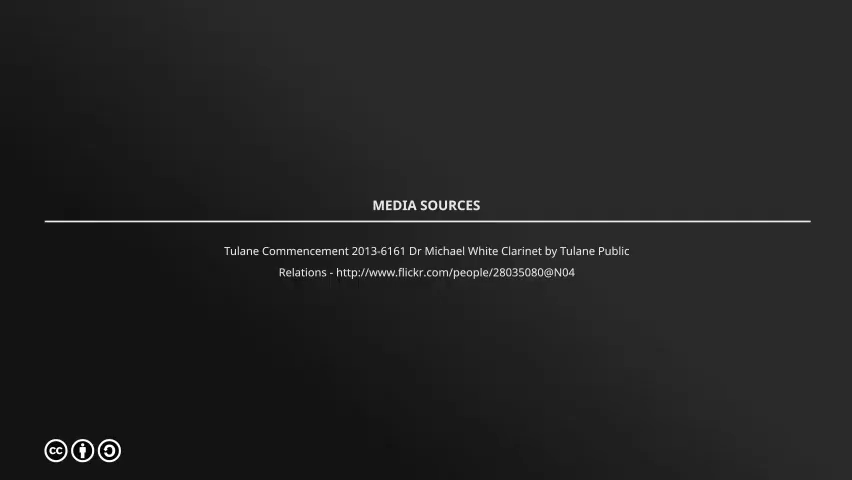 MEDIA SOURCES
Tulane Commencement 2013-6161 Dr Michael White Clarinet by Tulane Public
Relations - http://www.flickr.com/people/28035080@N04
cc